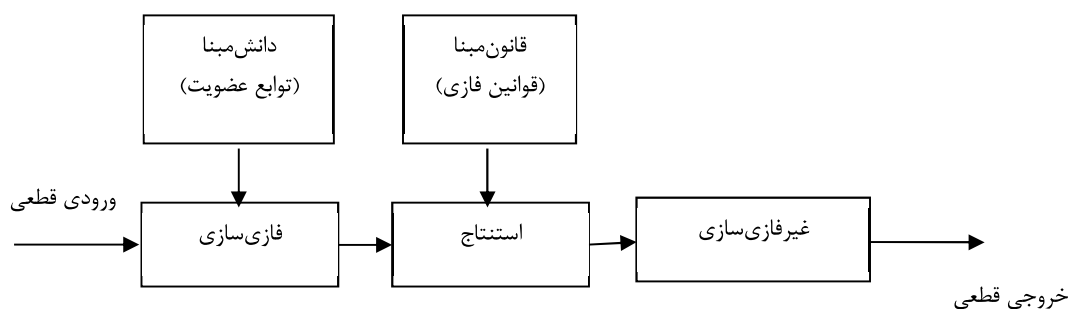 دانش‌مبنا
(توابع عضویت)
قانون‌مبنا
(قوانین فازی)
ورودی قطعی
فازی‌سازی
استنتاج
غیرفازی‌سازی
خروجی قطعی